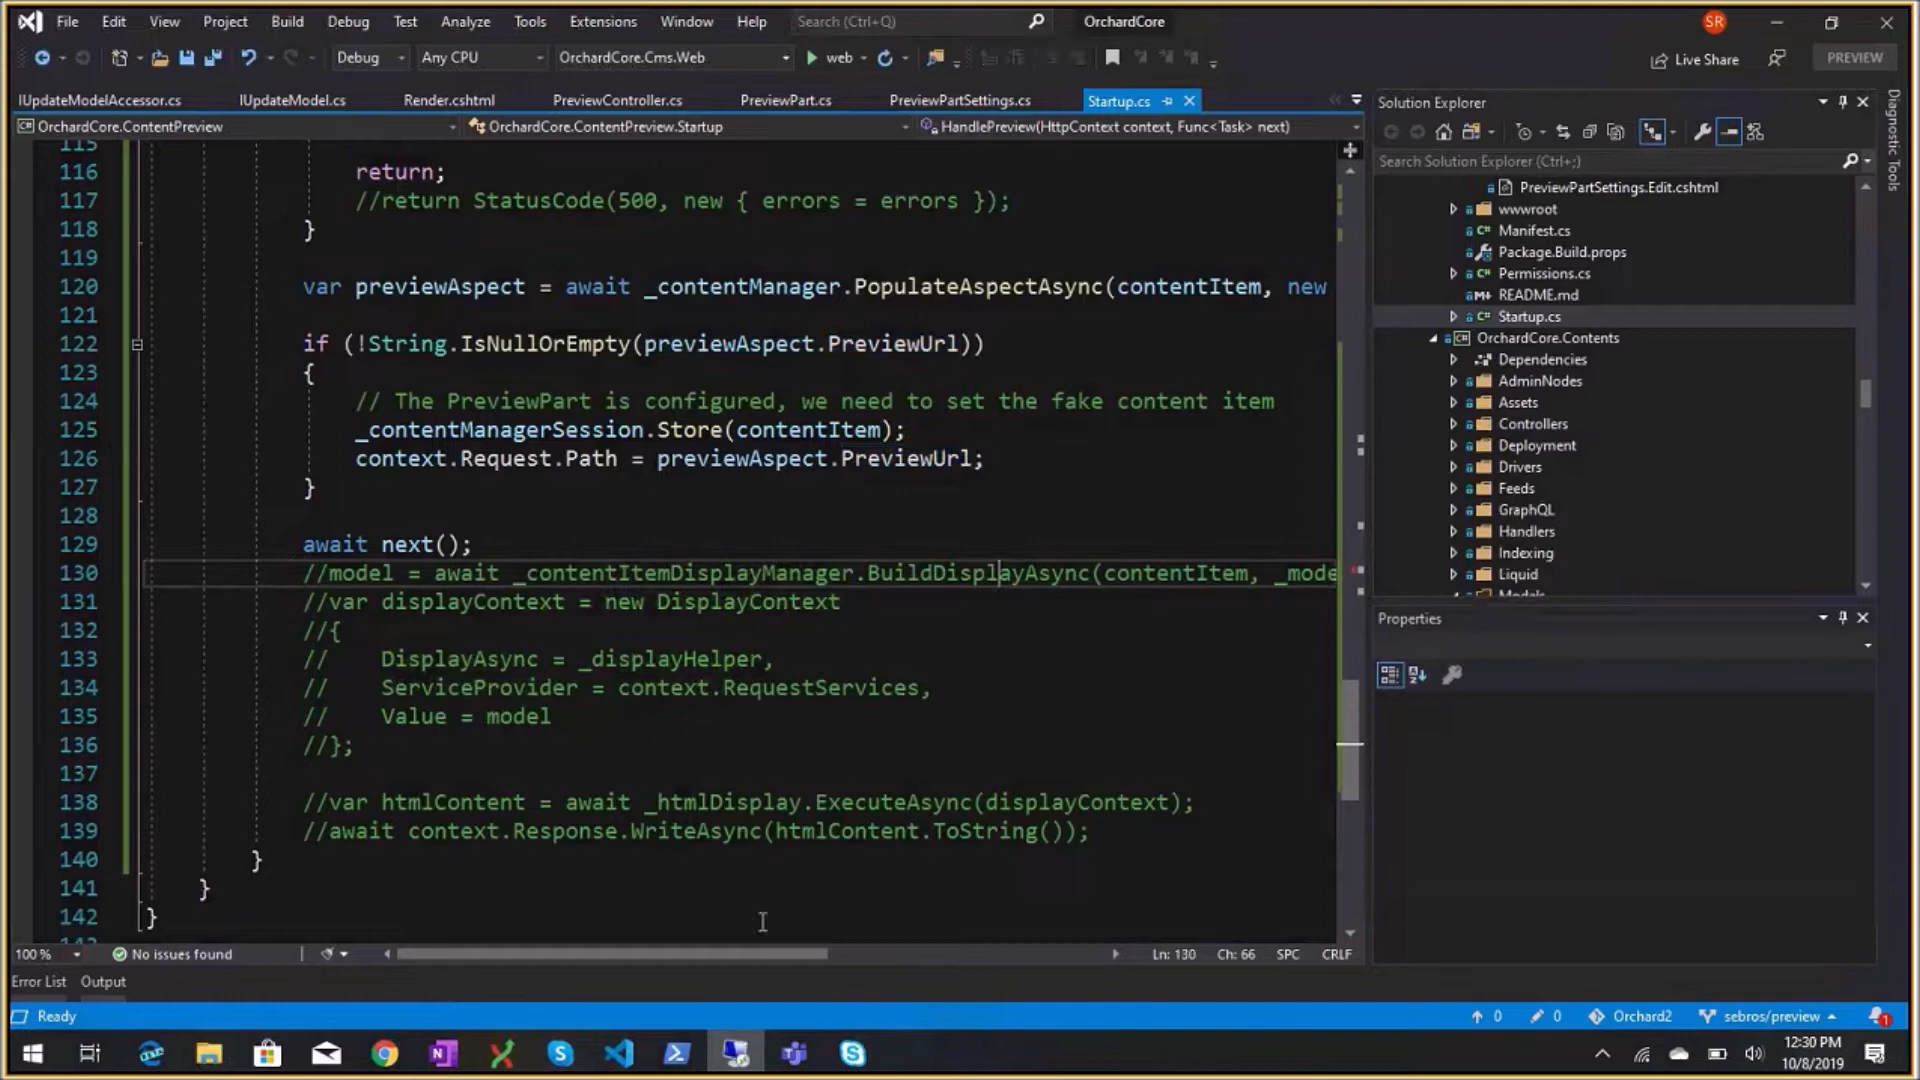 File Edit View Project Build Debug Test Analyze Tools Extensions Window Help Search (Ctrl+Q) OrchardCore SR
Debug Any CPU OrchardCore.Cms.Web web Live Share PREVIEW
IUpdateModelAccessor.cs IUpdateModel.cs Render.cshtml PreviewController.cs PreviewPart.cs PreviewPartSettings.cs Startup.cs
OrchardCore.ContentPreview OrchardCore.ContentPreview.Startup HandlePreview(HttpContext context, Func<Task> next)
115
116 return;
117 //return StatusCode(500, new { errors = errors });
118 }
119
120 var previewAspect = await _contentManager.PopulateAspectAsync(contentItem, new
121
122 if (!String.IsNullOrEmpty(previewAspect.PreviewUrl))
123 {
124 // The PreviewPart is configured, we need to set the fake content item
125 _contentManagerSession.Store(contentItem);
126 context.Request.Path = previewAspect.PreviewUrl;
127 }
128
129 await next();
130 //model = await _contentItemDisplayManager.BuildDisplayAsync(contentItem, _mode
131 //var displayContext = new DisplayContext
132 //{
133 // DisplayAsync = _displayHelper,
134 // ServiceProvider = context.RequestServices,
135 // Value = model
136 //};
137
138 //var htmlContent = await _htmlDisplay.ExecuteAsync(displayContext);
139 //await context.Response.WriteAsync(htmlContent.ToString());
140 }
141 }
142 }
100 % No issues found Ln: 130 Ch: 66 SPC CRLF
Error List Output
Solution Explorer
Search Solution Explorer (Ctrl+;)
PreviewPartSettings.Edit.cshtml
wwwroot
C# Manifest.cs
Package.Build.props
C# Permissions.cs
README.md
C# Startup.cs
C# OrchardCore.Contents
Dependencies
AdminNodes
Assets
Controllers
Deployment
Drivers
Feeds
GraphQL
Handlers
Indexing
Liquid
Models
Properties
Diagnostic Tools
Ready 0 0 Orchard2 sebros/preview 1
12:30 PM
10/8/2019